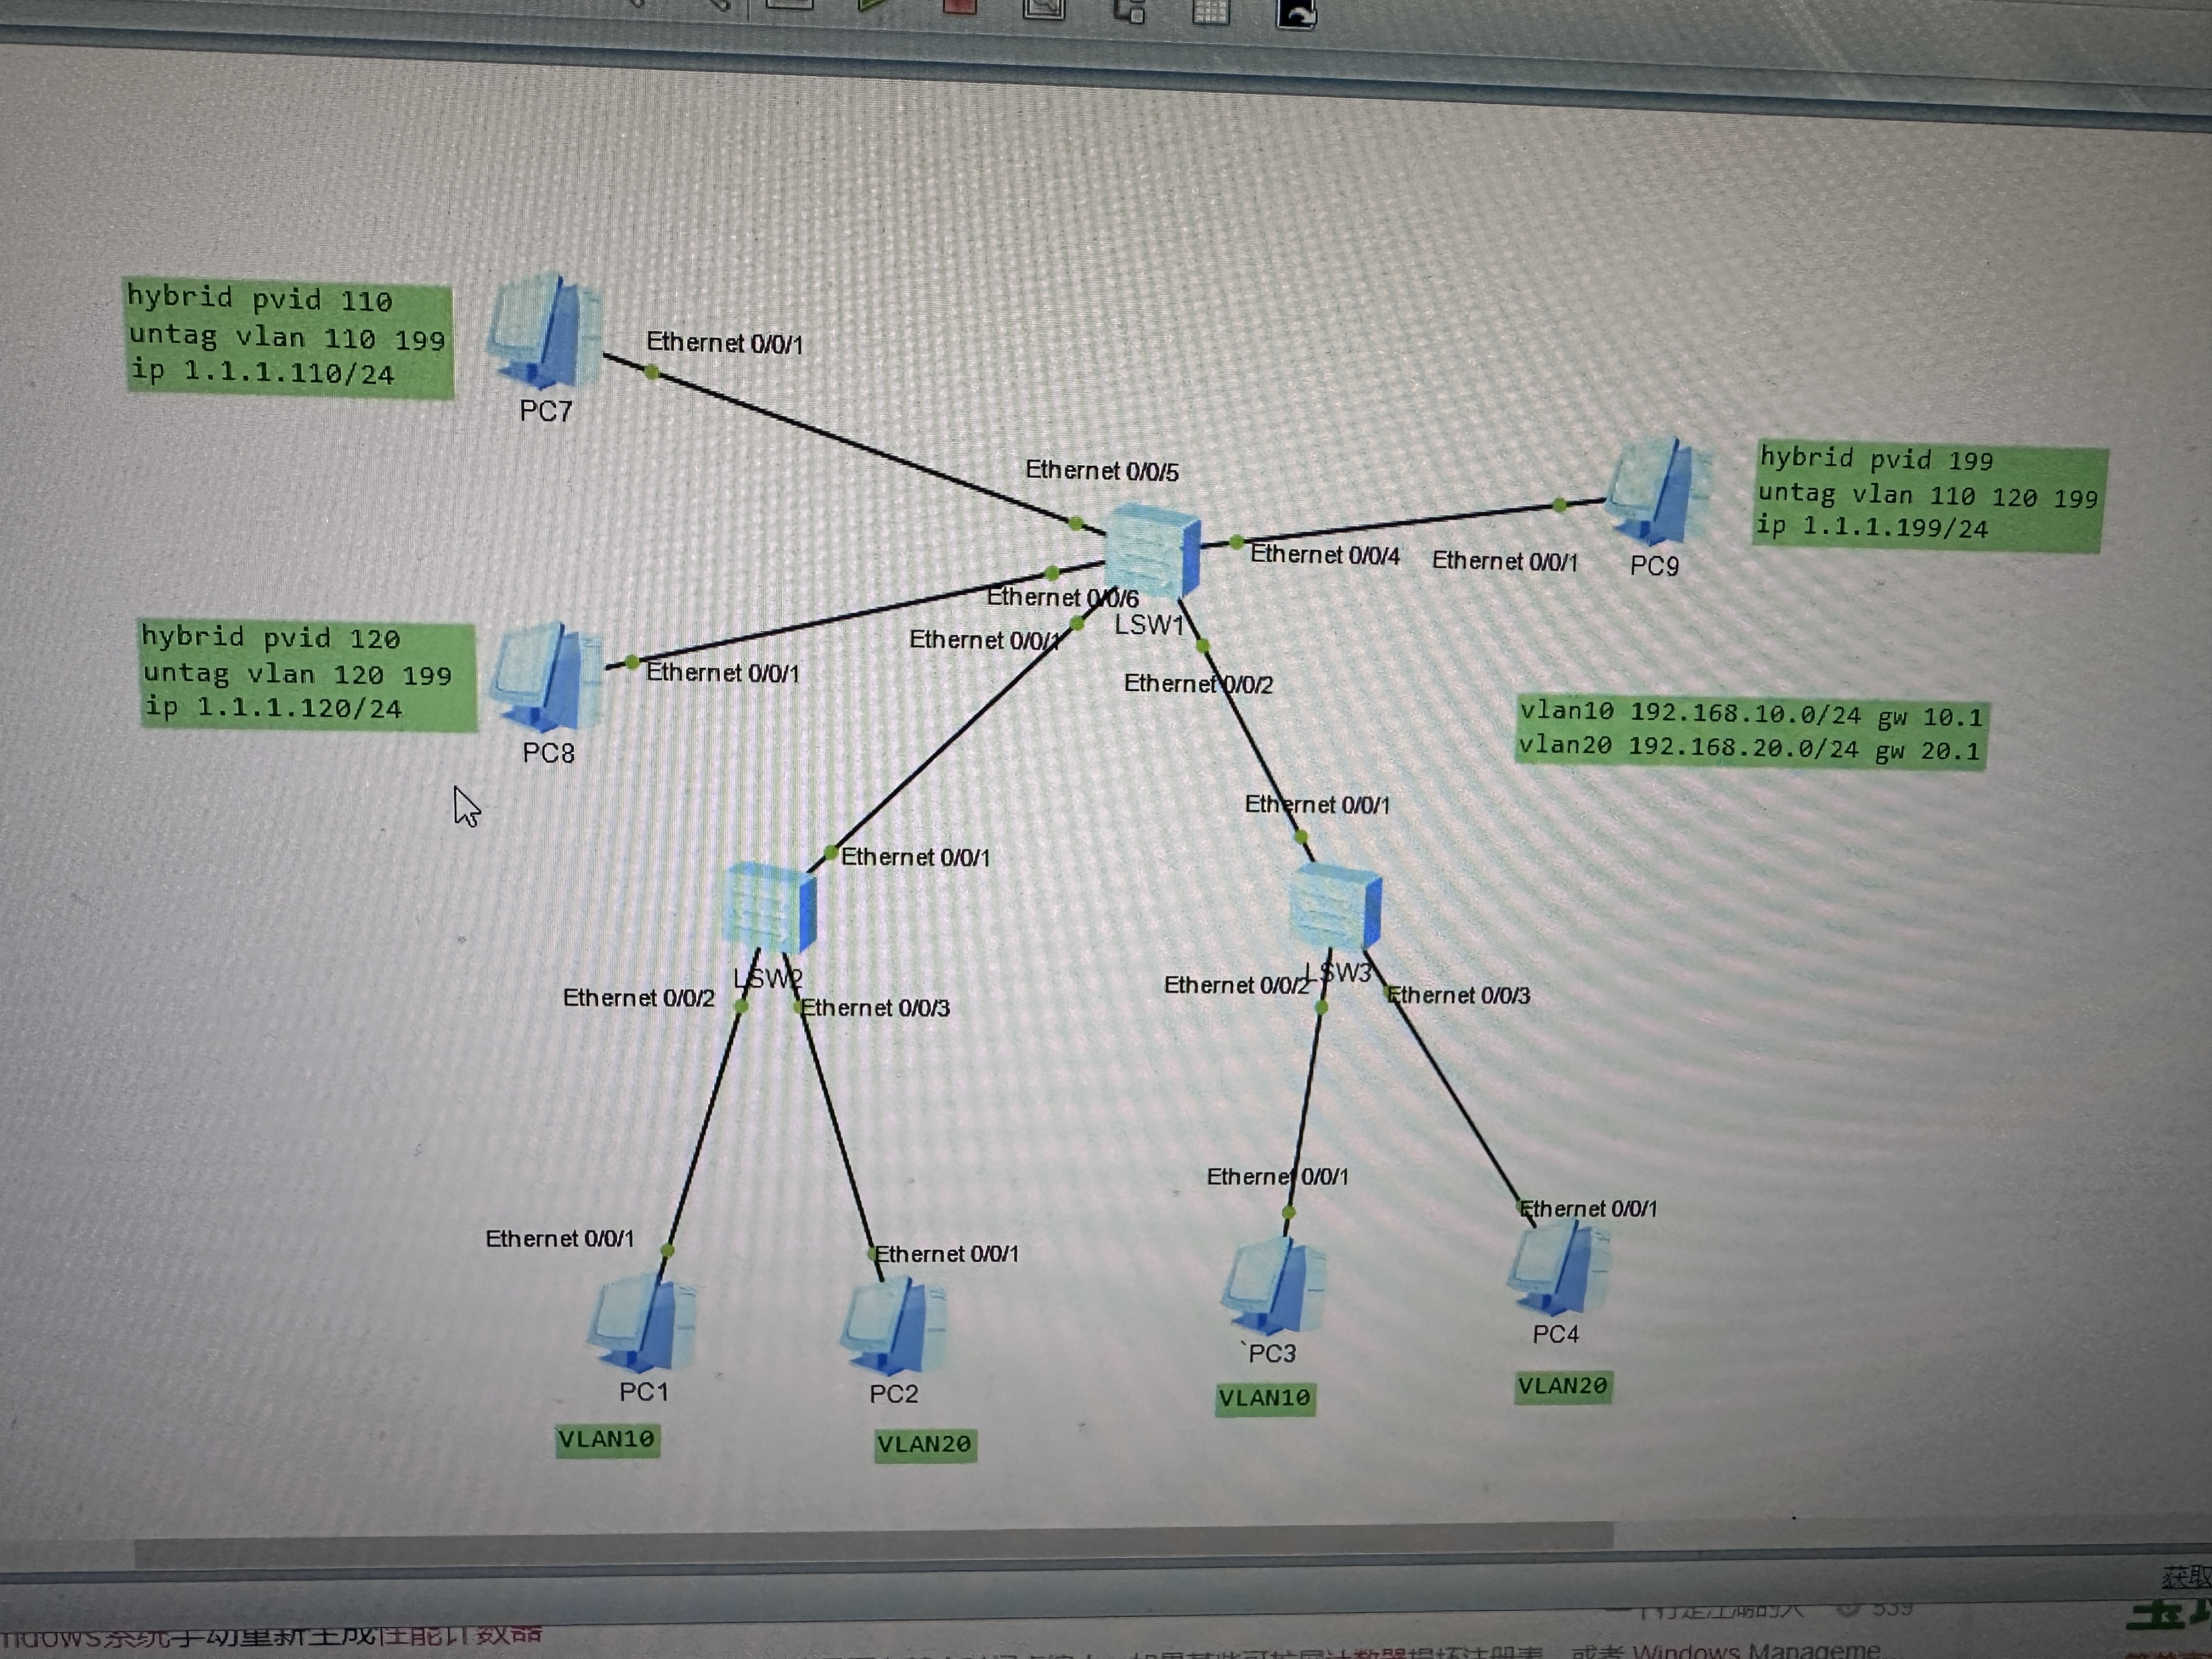 hybrid pvid 110
untag vlan 110 199
ip 1.1.1.110/24
Ethernet 0/0/1
PC7
Ethernet 0/0/5
hybrid pvid 199
untag vlan 110 120 199
ip 1.1.1.199/24
Ethernet 0/0/4
Ethernet 0/0/1
PC9
Ethernet 0/0/6
LSW1
Ethernet 0/0/1
hybrid pvid 120
untag vlan 120 199
ip 1.1.1.120/24
Ethernet 0/0/1
PC8
Ethernet 0/0/2
vlan10 192.168.10.0/24 gw 10.1
vlan20 192.168.20.0/24 gw 20.1
Ethernet 0/0/1
Ethernet 0/0/1
LSW2
LSW3
Ethernet 0/0/2
Ethernet 0/0/3
Ethernet 0/0/2
Ethernet 0/0/3
Ethernet 0/0/1
Ethernet 0/0/1
Ethernet 0/0/1
Ethernet 0/0/1
PC1
PC2
`PC3
PC4
VLAN10
VLAN20
VLAN10
VLAN20
获取
539
系统手动重新生成性能计数器
或者 Windows Manageme